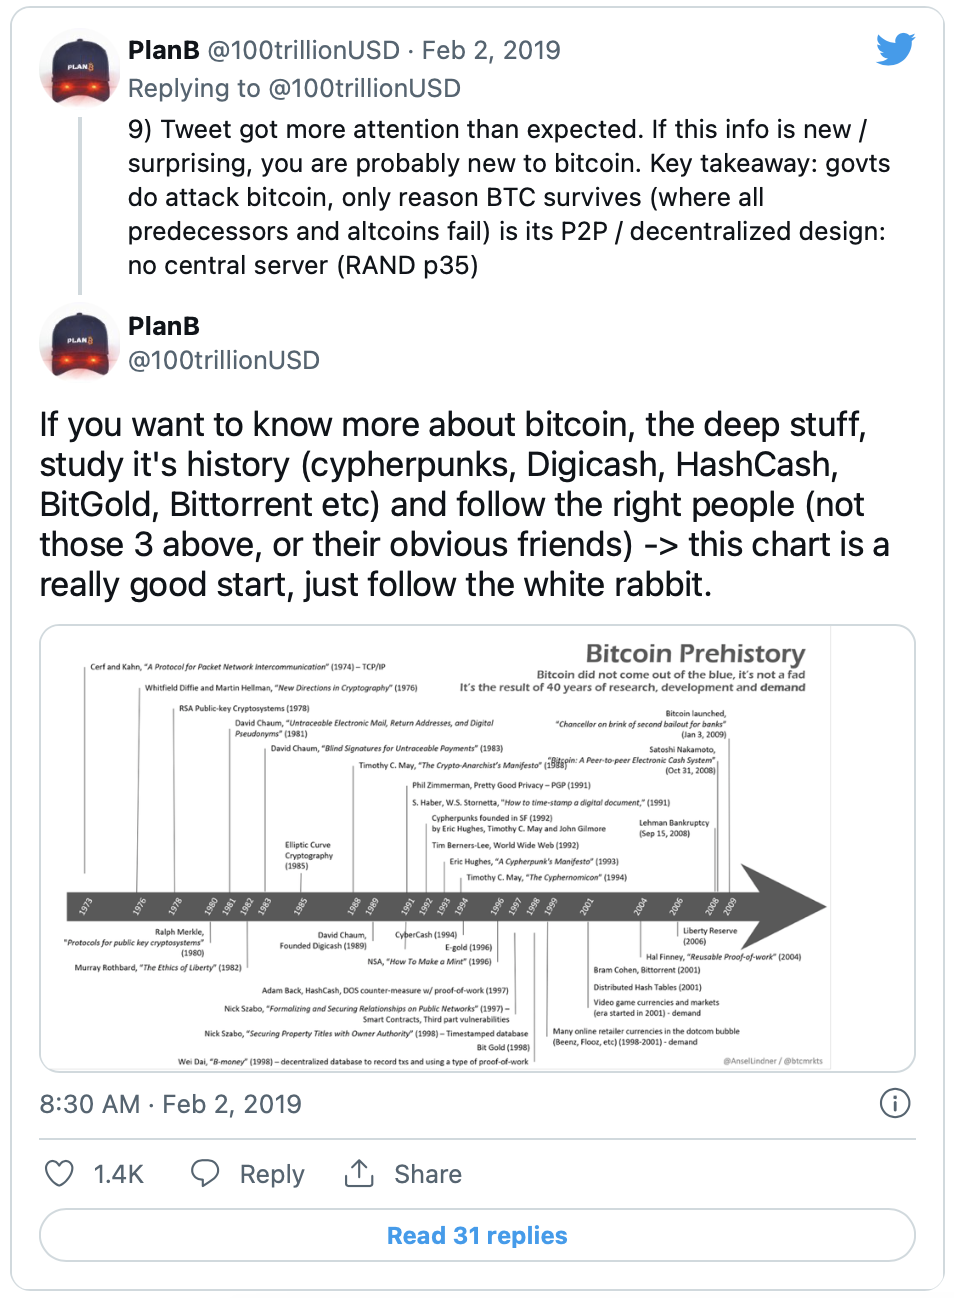 PlanB @100trillionUSD · Feb 2, 2019
Replying to @100trillionUSD
PLAN₿
9) Tweet got more attention than expected. If this info is new /
surprising, you are probably new to bitcoin. Key takeaway: govts
do attack bitcoin, only reason BTC survives (where all
predecessors and altcoins fail) is its P2P / decentralized design:
no central server (RAND p35)
PlanB
@100trillionUSD
PLAN₿
If you want to know more about bitcoin, the deep stuff,
study it's history (cypherpunks, Digicash, HashCash,
BitGold, Bittorrent etc) and follow the right people (not
those 3 above, or their obvious friends) -> this chart is a
really good start, just follow the white rabbit.
Bitcoin Prehistory
Bitcoin did not come out of the blue, it's not a fad
It's the result of 40 years of research, development and demand
Cerf and Kahn, "A Protocol for Packet Network Intercommunication" (1974) – TCP/IP
Whitfield Diffie and Martin Hellman, "New Directions in Cryptography" (1976)
RSA Public-key Cryptosystems (1978)
David Chaum, "Untraceable Electronic Mail, Return Addresses, and Digital
Pseudonyms" (1981)
David Chaum, "Blind Signatures for Untraceable Payments" (1983)
Timothy C. May, "The Crypto-Anarchist's Manifesto" (1988)
Bitcoin launched,
"Chancellor on brink of second bailout for banks"
(Jan 3, 2009)
Satoshi Nakamoto,
"Bitcoin: A Peer-to-peer Electronic Cash System"
(Oct 31, 2008)
Phil Zimmerman, Pretty Good Privacy – PGP (1991)
S. Haber, W.S. Stornetta, "How to time-stamp a digital document," (1991)
Cypherpunks founded in SF (1992)
by Eric Hughes, Timothy C. May and John Gilmore
Lehman Bankruptcy
(Sep 15, 2008)
Tim Berners-Lee, World Wide Web (1992)
Elliptic Curve
Cryptography
(1985)
Eric Hughes, "A Cypherpunk's Manifesto" (1993)
Timothy C. May, "The Cyphernomicon" (1994)
1973 1976 1978 1980 1981 1982 1983 1985 1988 1989 1991 1992 1993 1994 1996 1997 1998 1999 2001 2004 2006 2008 2009
Ralph Merkle,
"Protocols for public key cryptosystems"
(1980)
Murray Rothbard, "The Ethics of Liberty" (1982)
David Chaum,
Founded Digicash (1989)
CyberCash (1994)
E-gold (1996)
NSA, "How To Make a Mint" (1996)
Liberty Reserve
(2006)
Hal Finney, "Reusable Proof-of-work" (2004)
Bram Cohen, Bittorrent (2001)
Distributed Hash Tables (2001)
Video game currencies and markets
(era started in 2001) - demand
Adam Back, HashCash, DOS counter-measure w/ proof-of-work (1997)
Nick Szabo, "Formalizing and Securing Relationships on Public Networks" (1997) –
Smart Contracts, Third part vulnerabilities
Nick Szabo, "Securing Property Titles with Owner Authority" (1998) – Timestamped database
Bit Gold (1998)
Wei Dai, "B-money" (1998) – decentralized database to record txs and using a type of proof-of-work
Many online retailer currencies in the dotcom bubble
(Beenz, Flooz, etc) (1998-2001) - demand
@AnselLindner / @btcmrkts
8:30 AM · Feb 2, 2019
1.4K Reply Share
Read 31 replies